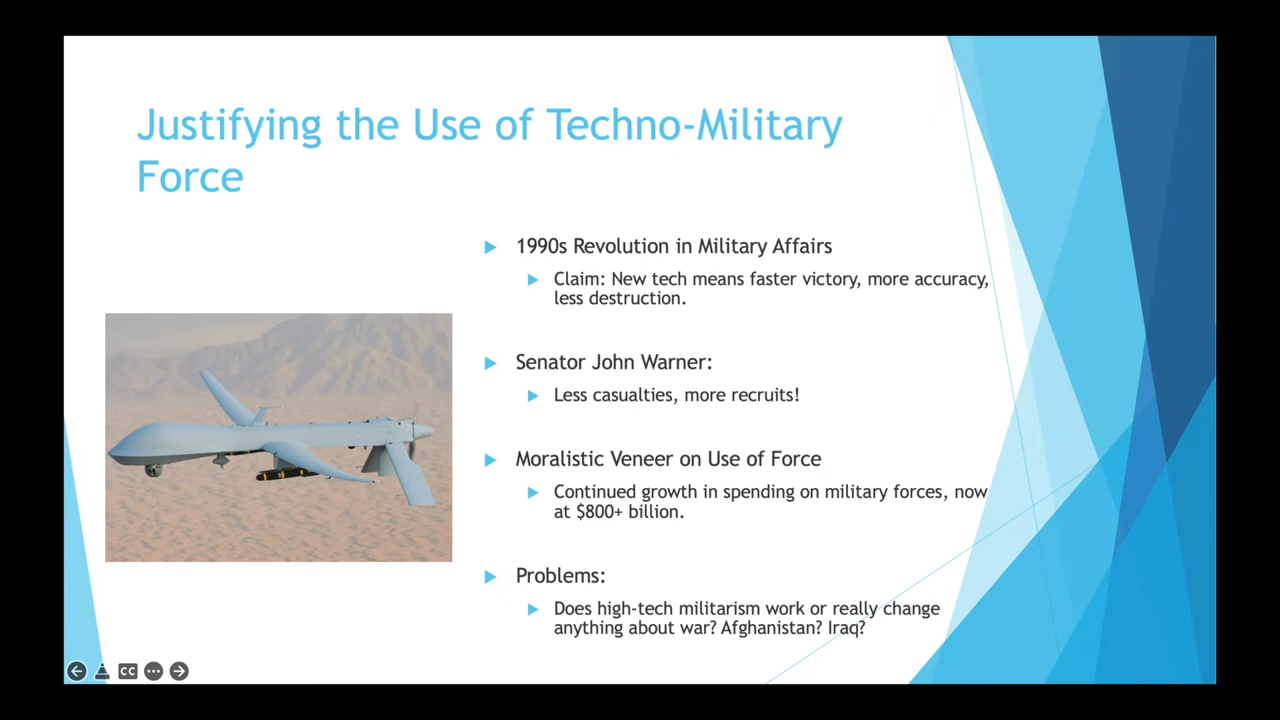 Justifying the Use of Techno-Military
Force
1990s Revolution in Military Affairs
Claim: New tech means faster victory, more accuracy,
less destruction.
Senator John Warner:
Less casualties, more recruits!
Moralistic Veneer on Use of Force
Continued growth in spending on military forces, now
at $800+ billion.
Problems:
Does high-tech militarism work or really change
anything about war? Afghanistan? Iraq?
CC